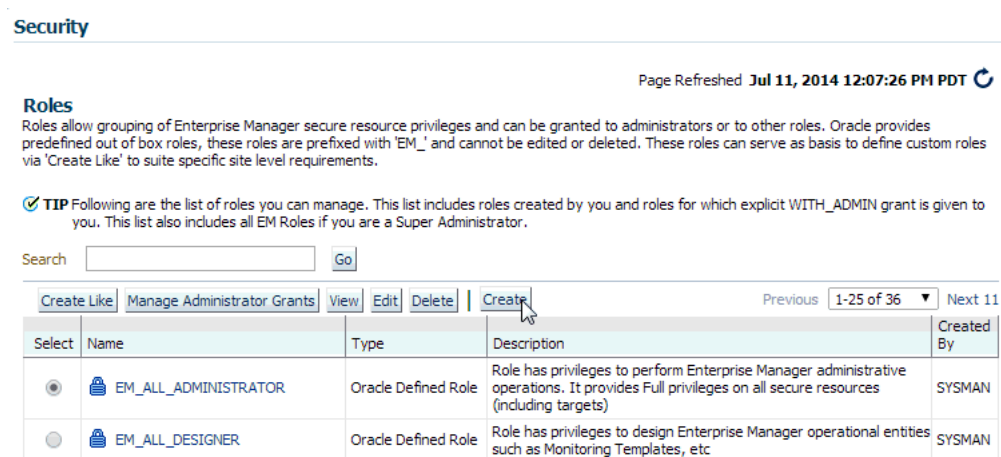 Security
Page Refreshed Jul 11, 2014 12:07:26 PM PDT
Roles
Roles allow grouping of Enterprise Manager secure resource privileges and can be granted to administrators or to other roles. Oracle provides
predefined out of box roles, these roles are prefixed with 'EM_' and cannot be edited or deleted. These roles can serve as basis to define custom roles
via 'Create Like' to suite specific site level requirements.
TIP Following are the list of roles you can manage. This list includes roles created by you and roles for which explicit WITH_ADMIN grant is given to
you. This list also includes all EM Roles if you are a Super Administrator.
Search Go
Create Like Manage Administrator Grants View Edit Delete | Create Previous 1-25 of 36 Next 11
Select Name Type Description Created
By
EM_ALL_ADMINISTRATOR Oracle Defined Role Role has privileges to perform Enterprise Manager administrative
operations. It provides Full privileges on all secure resources
(including targets) SYSMAN
EM_ALL_DESIGNER Oracle Defined Role Role has privileges to design Enterprise Manager operational entities
such as Monitoring Templates, etc SYSMAN